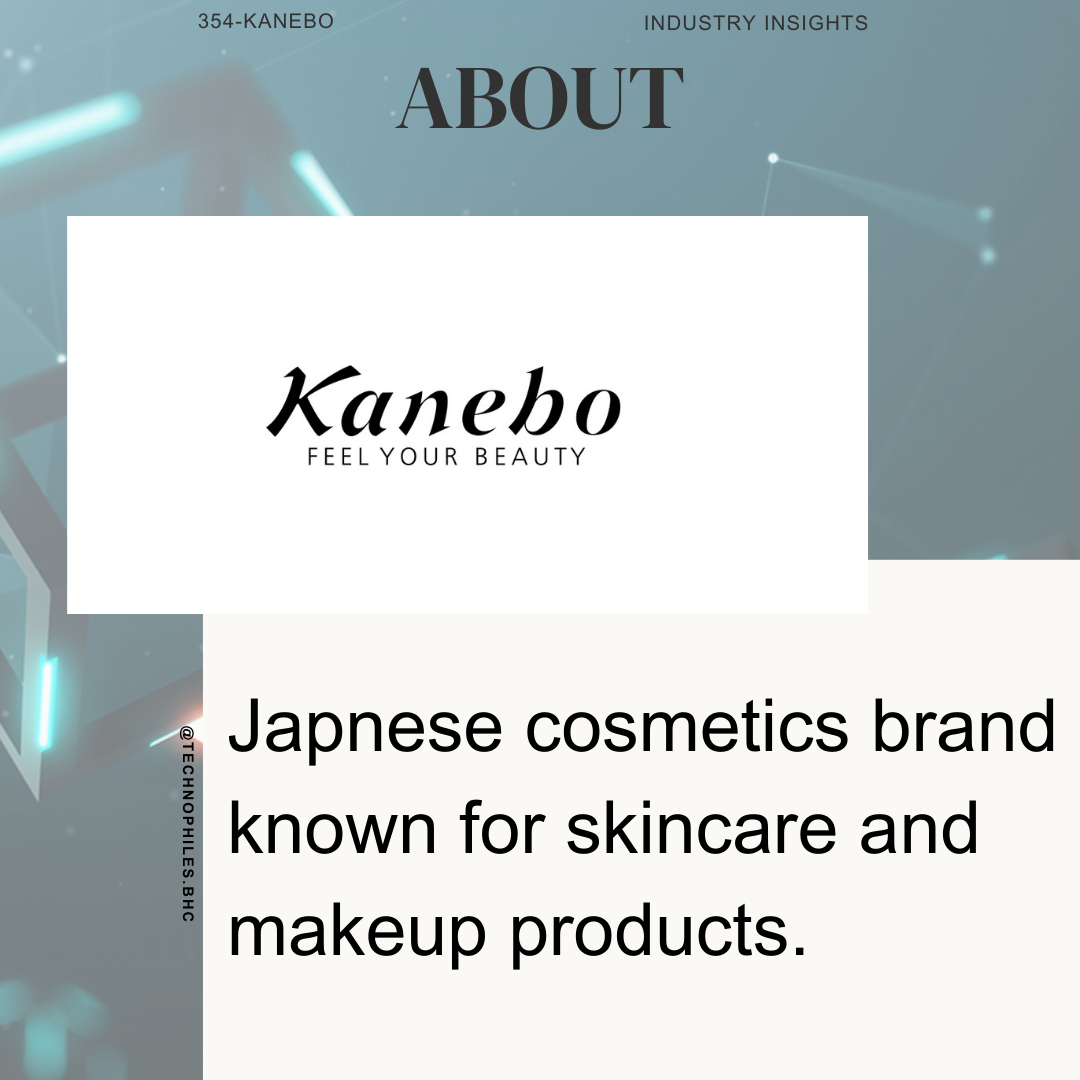 354-KANEBO
INDUSTRY INSIGHTS
ABOUT
Kanebo
FEEL YOUR BEAUTY
Japnese cosmetics brand
known for skincare and
makeup products.
@TECHNOPHILES.BHC